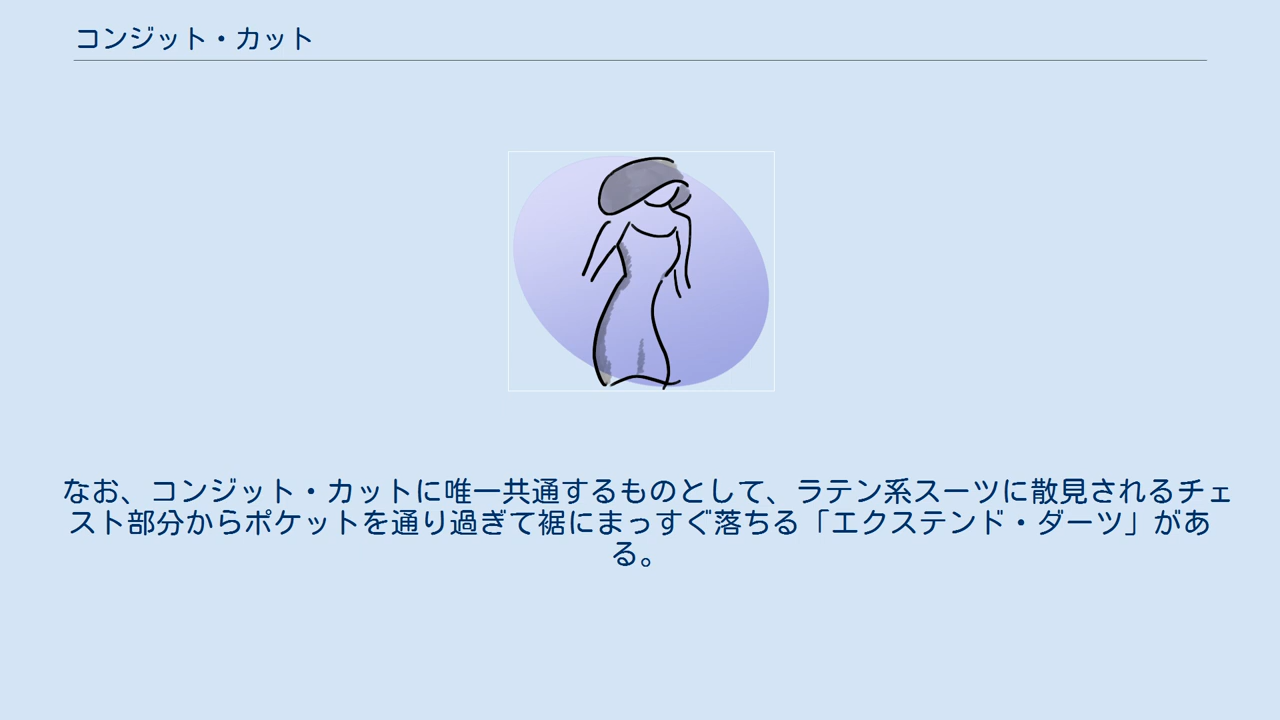 コンジット・カット
なお、コンジット・カットに唯一共通するものとして、ラテン系スーツに散見されるチェ
スト部分からポケットを通り過ぎて裾にまっすぐ落ちる「エクステンド・ダーツ」があ
る。